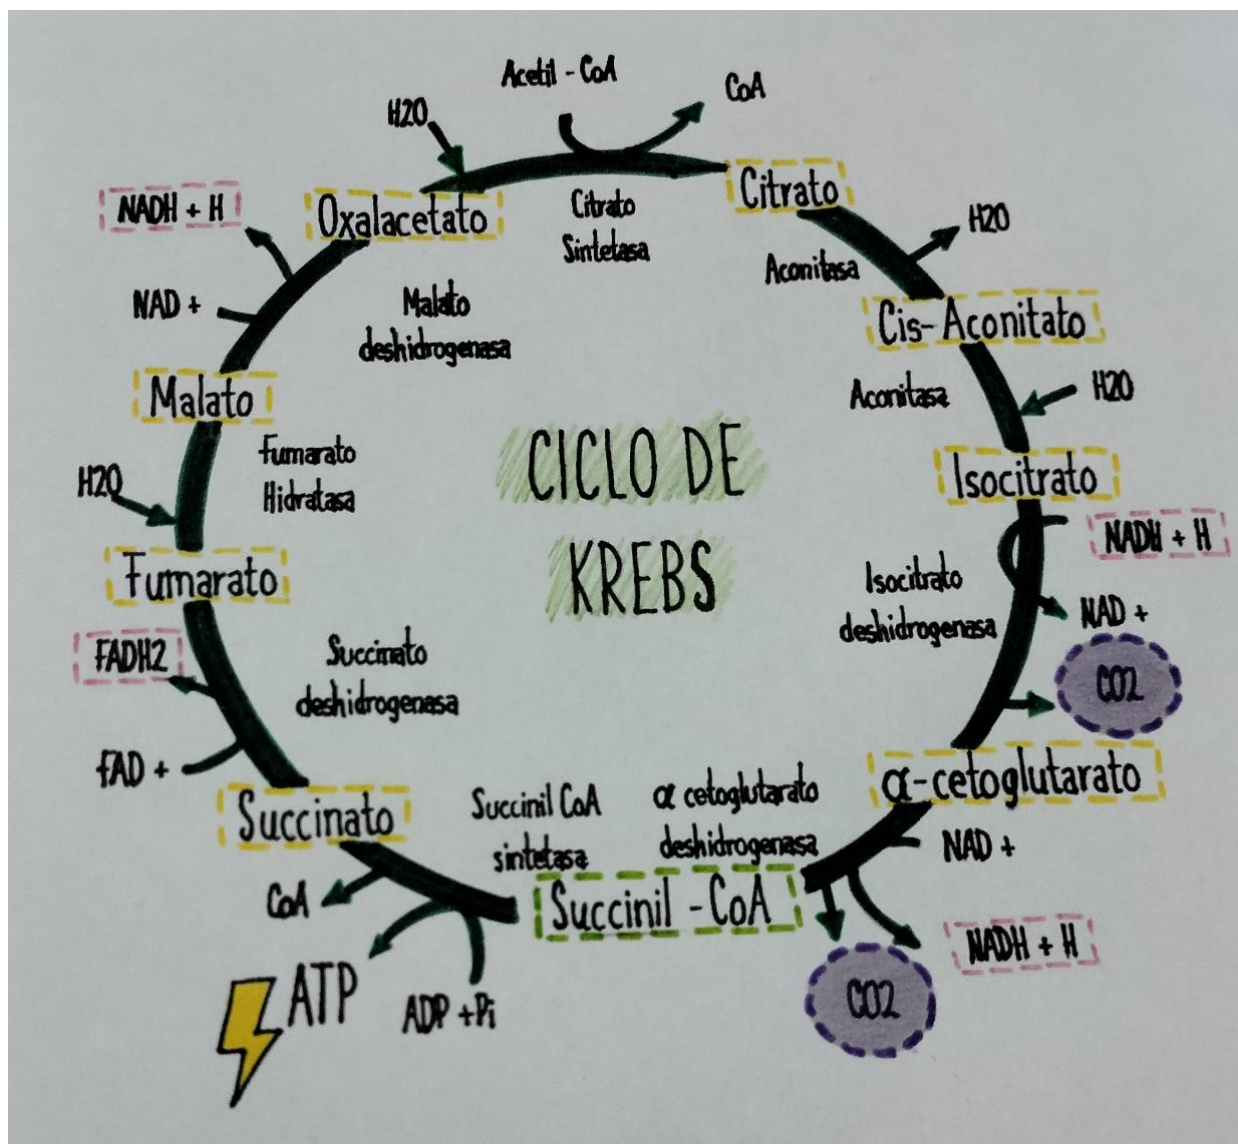 CICLO DE
KREBS
Acetil - CoA
CoA
H2O
Oxalacetato
Citrato
Sintetasa
Citrato
H2O
Aconitasa
Cis-Aconitato
Aconitasa
H2O
Isocitrato
NADH + H
Isocitrato
deshidrogenasa
NAD +
CO2
α-cetoglutarato
α cetoglutarato
deshidrogenasa
NAD +
NADH + H
CO2
Succinil - CoA
Succinil CoA
sintetasa
CoA
ATP
ADP +Pi
Succinato
Succinato
deshidrogenasa
FAD +
FADH2
Fumarato
Fumarato
Hidratasa
H2O
Malato
Malato
deshidrogenasa
NAD +
NADH + H